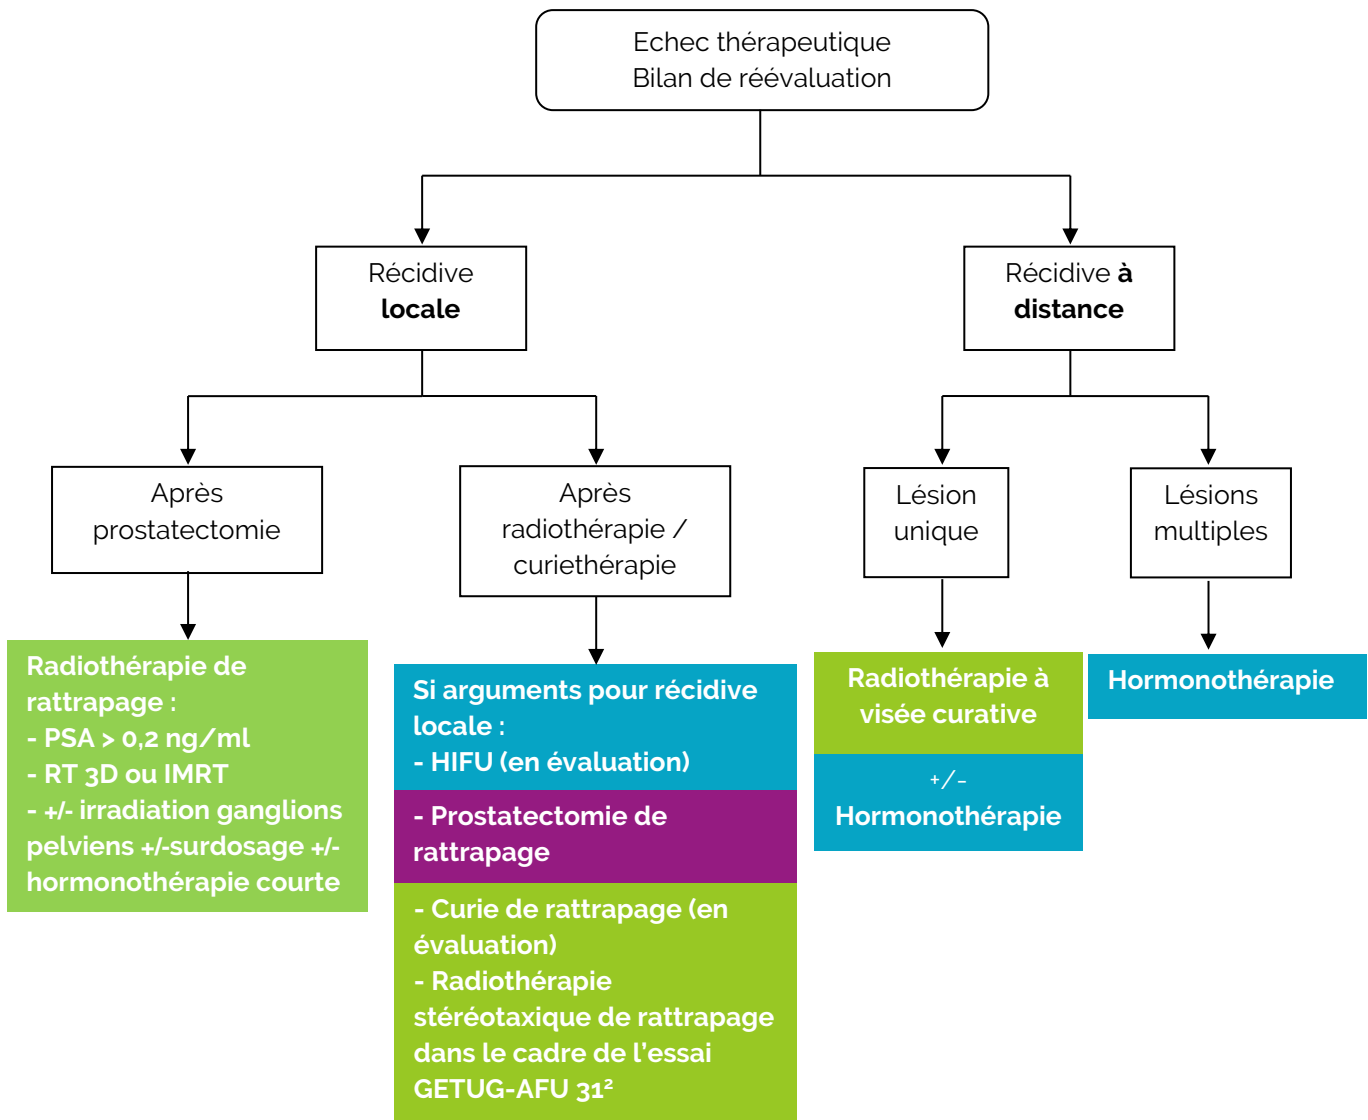 Echec thérapeutique
Bilan de réévaluation
Récidive
locale
Récidive à
distance
Après
prostatectomie
Après
radiothérapie /
curiethérapie
Lésion
unique
Lésions
multiples
Radiothérapie de
rattrapage :
- PSA > 0,2 ng/ml
- RT 3D ou IMRT
- +/- irradiation ganglions
pelviens +/-surdosage +/-
hormonothérapie courte
Si arguments pour récidive
locale :
- HIFU (en évaluation)
- Prostatectomie de
rattrapage
- Curie de rattrapage (en
évaluation)
- Radiothérapie
stéréotaxique de rattrapage
dans le cadre de l'essai
GETUG-AFU 31²
Radiothérapie à
visée curative
+/-
Hormonothérapie
Hormonothérapie